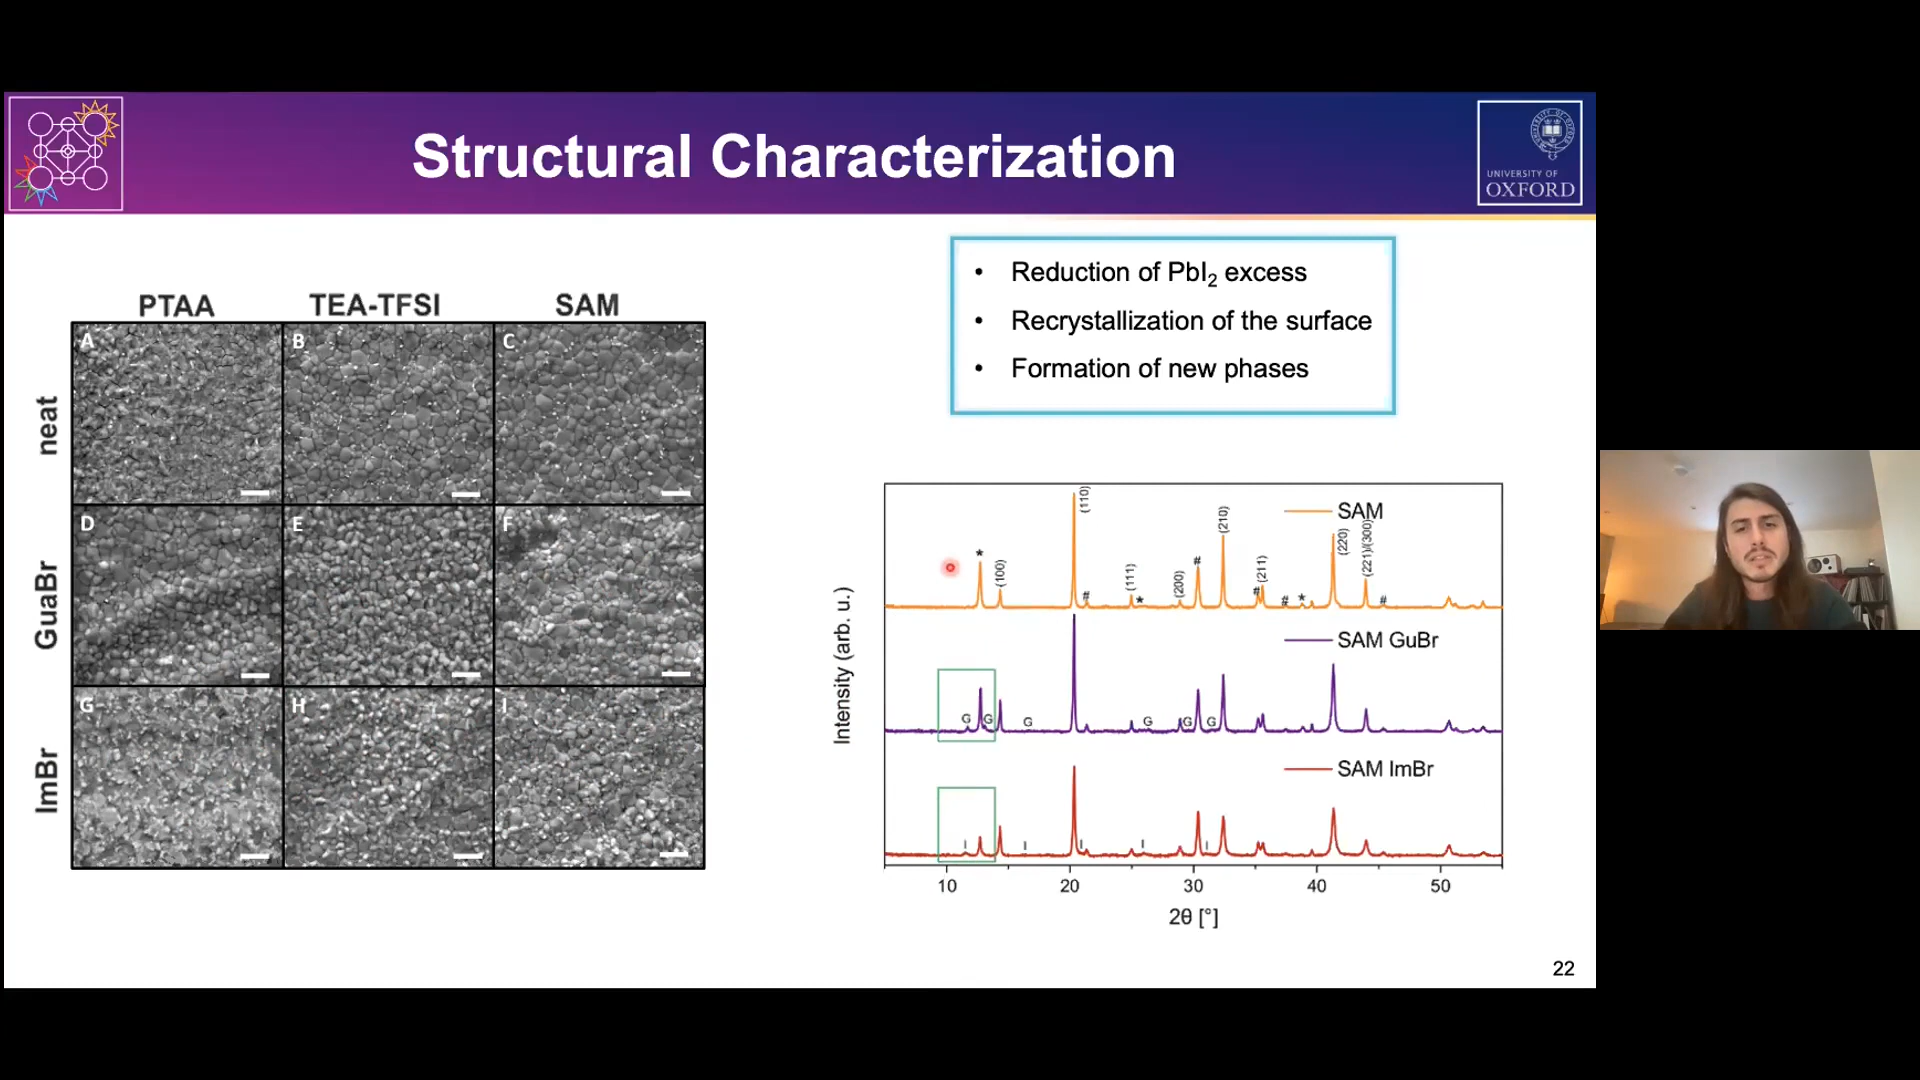 Structural Characterization
UNIVERSITY OF
OXFORD
• Reduction of PbI₂ excess
• Recrystallization of the surface
• Formation of new phases
PTAA TEA-TFSI SAM
neat
GuaBr
ImBr
A B C
D E F
G H I
SAM
* (100) (110) # (111) * (200) # (210) # (211) # * (220) (221)/(300) #
SAM GuBr
G G G G G G
SAM ImBr
I I I I I
Intensity (arb. u.)
10 20 30 40 50
2θ [°]
22